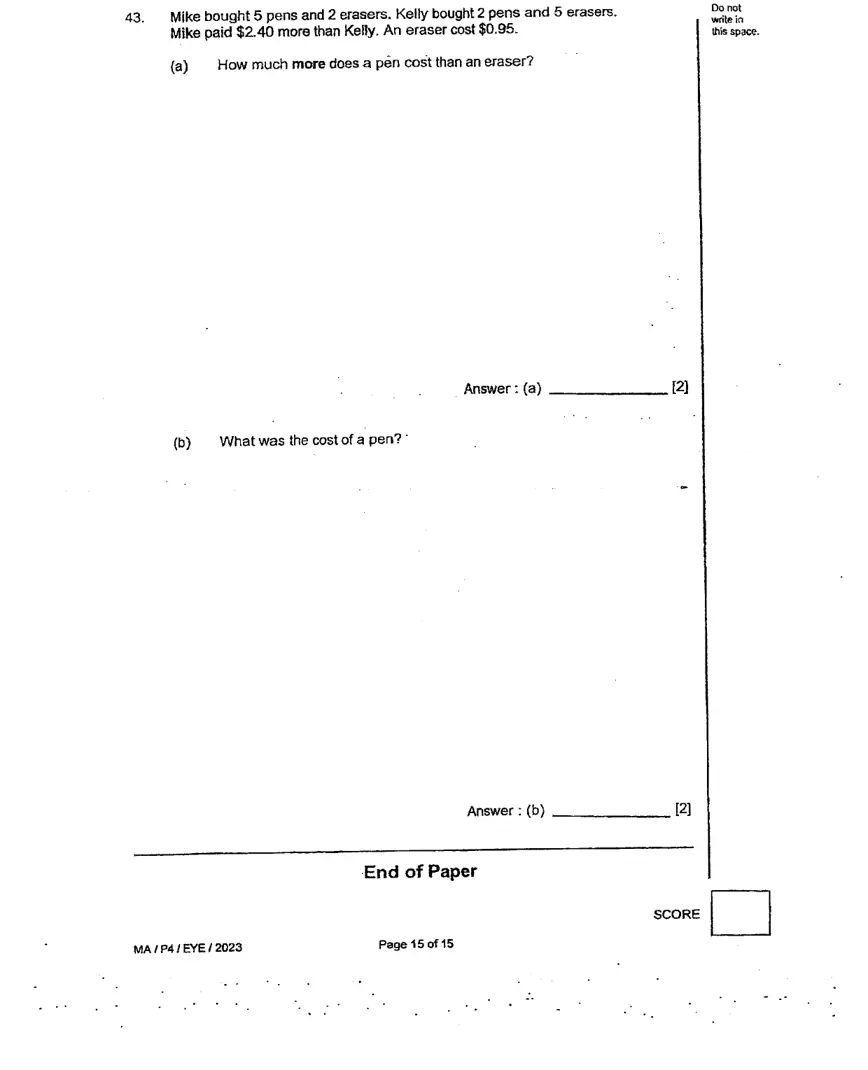 43. Mike bought 5 pens and 2 erasers. Kelly bought 2 pens and 5 erasers.
Mike paid $2.40 more than Kelly. An eraser cost $0.95.
Do not
write in
this space.
(a) How much more does a pen cost than an eraser?
Answer : (a) ____________ [2]
(b) What was the cost of a pen?
Answer : (b) ____________ [2]
End of Paper
SCORE
MA / P4 / EYE / 2023 Page 15 of 15